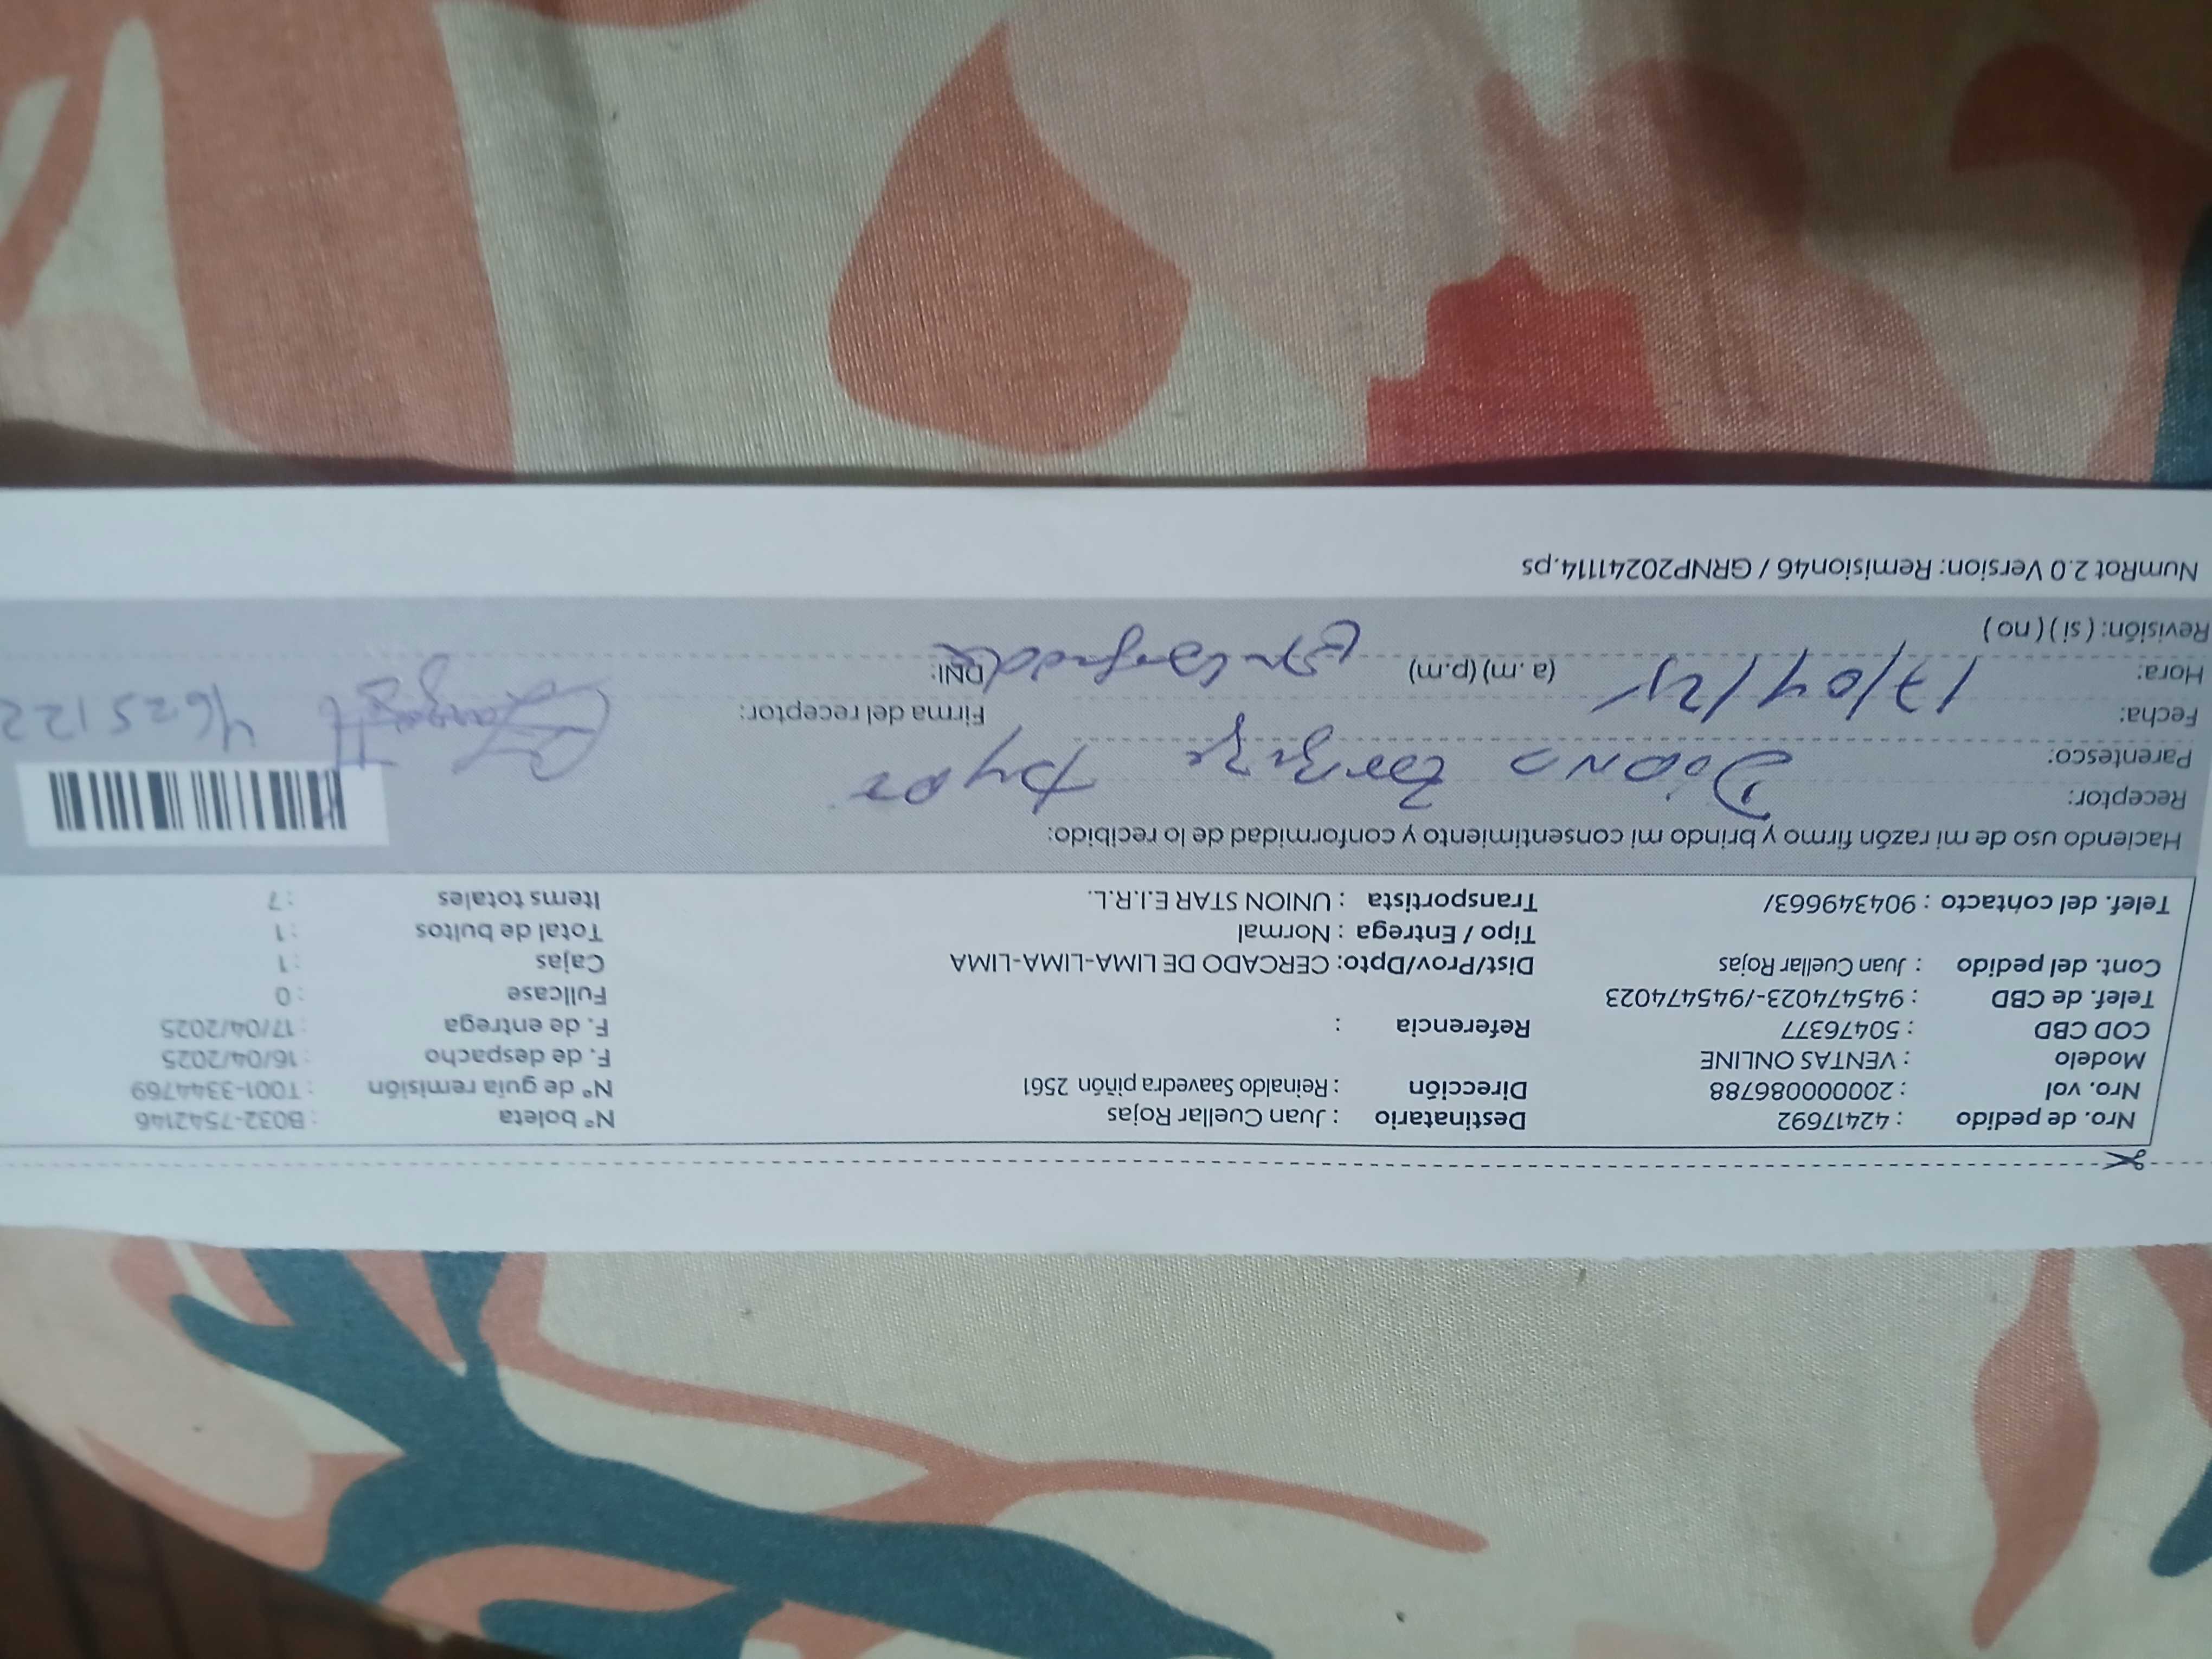 Nro. de pedido : 42417692 Destinatario : Juan Cuellar Rojas N° boleta : B032-7542146
Nro. vol : 2000000086788 Dirección : Reinaldo Saavedra piñón 2561 N° de guía remisión : T001-3344769
Modelo : VENTAS ONLINE F. de despacho : 16/04/2025
COD CBD : 50476377 Referencia : F. de entrega : 17/04/2025
Telef. de CBD : 945474023-/945474023 Fullcase : 0
Cont. del pedido : Juan Cuellar Rojas Dist/Prov/Dpto: CERCADO DE LIMA-LIMA-LIMA Cajas : 1
Tipo / Entrega : Normal Total de bultos : 1
Telef. del contacto : 904349663/ Transportista : UNION STAR E.I.R.L. Items totales : 7
Haciendo uso de mi razón firmo y brindo mi consentimiento y conformidad de lo recibido:
Receptor: Diana
Parentesco:
Fecha: 17/04/25 Firma del receptor: 4625122
Hora: (a.m) (p.m) DNI:
Revisión: ( si ) ( no )
NumRot 2.0 Version: Remision46 / GRNP20241114.ps